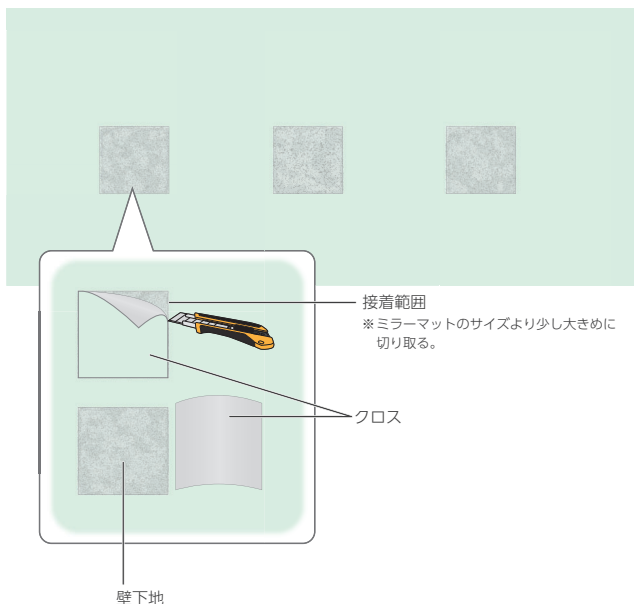 接着範囲
※ミラーマットのサイズより少し大きめに
切り取る。
クロス
壁下地